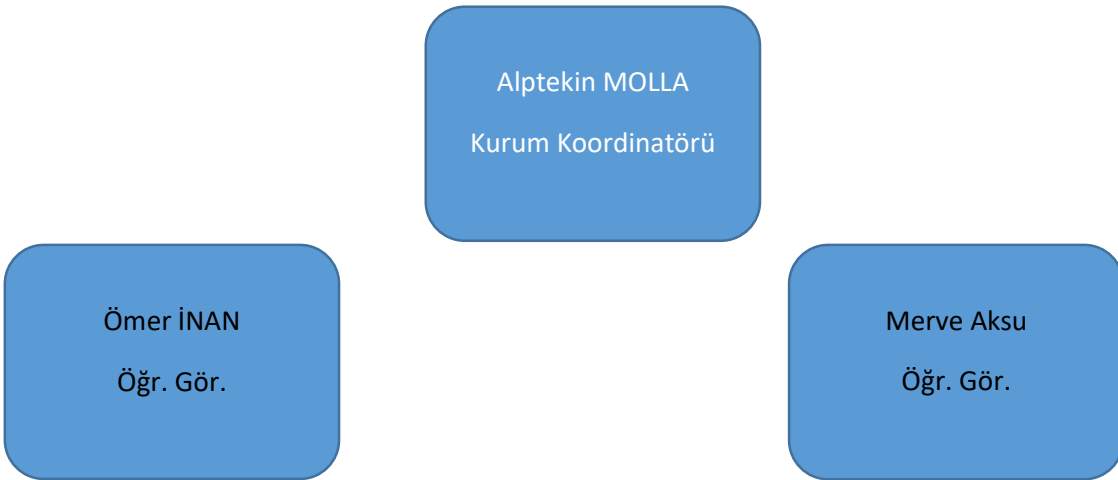 Alptekin MOLLA
Kurum Koordinatörü
Ömer İNAN
Öğr. Gör.
Merve Aksu
Öğr. Gör.